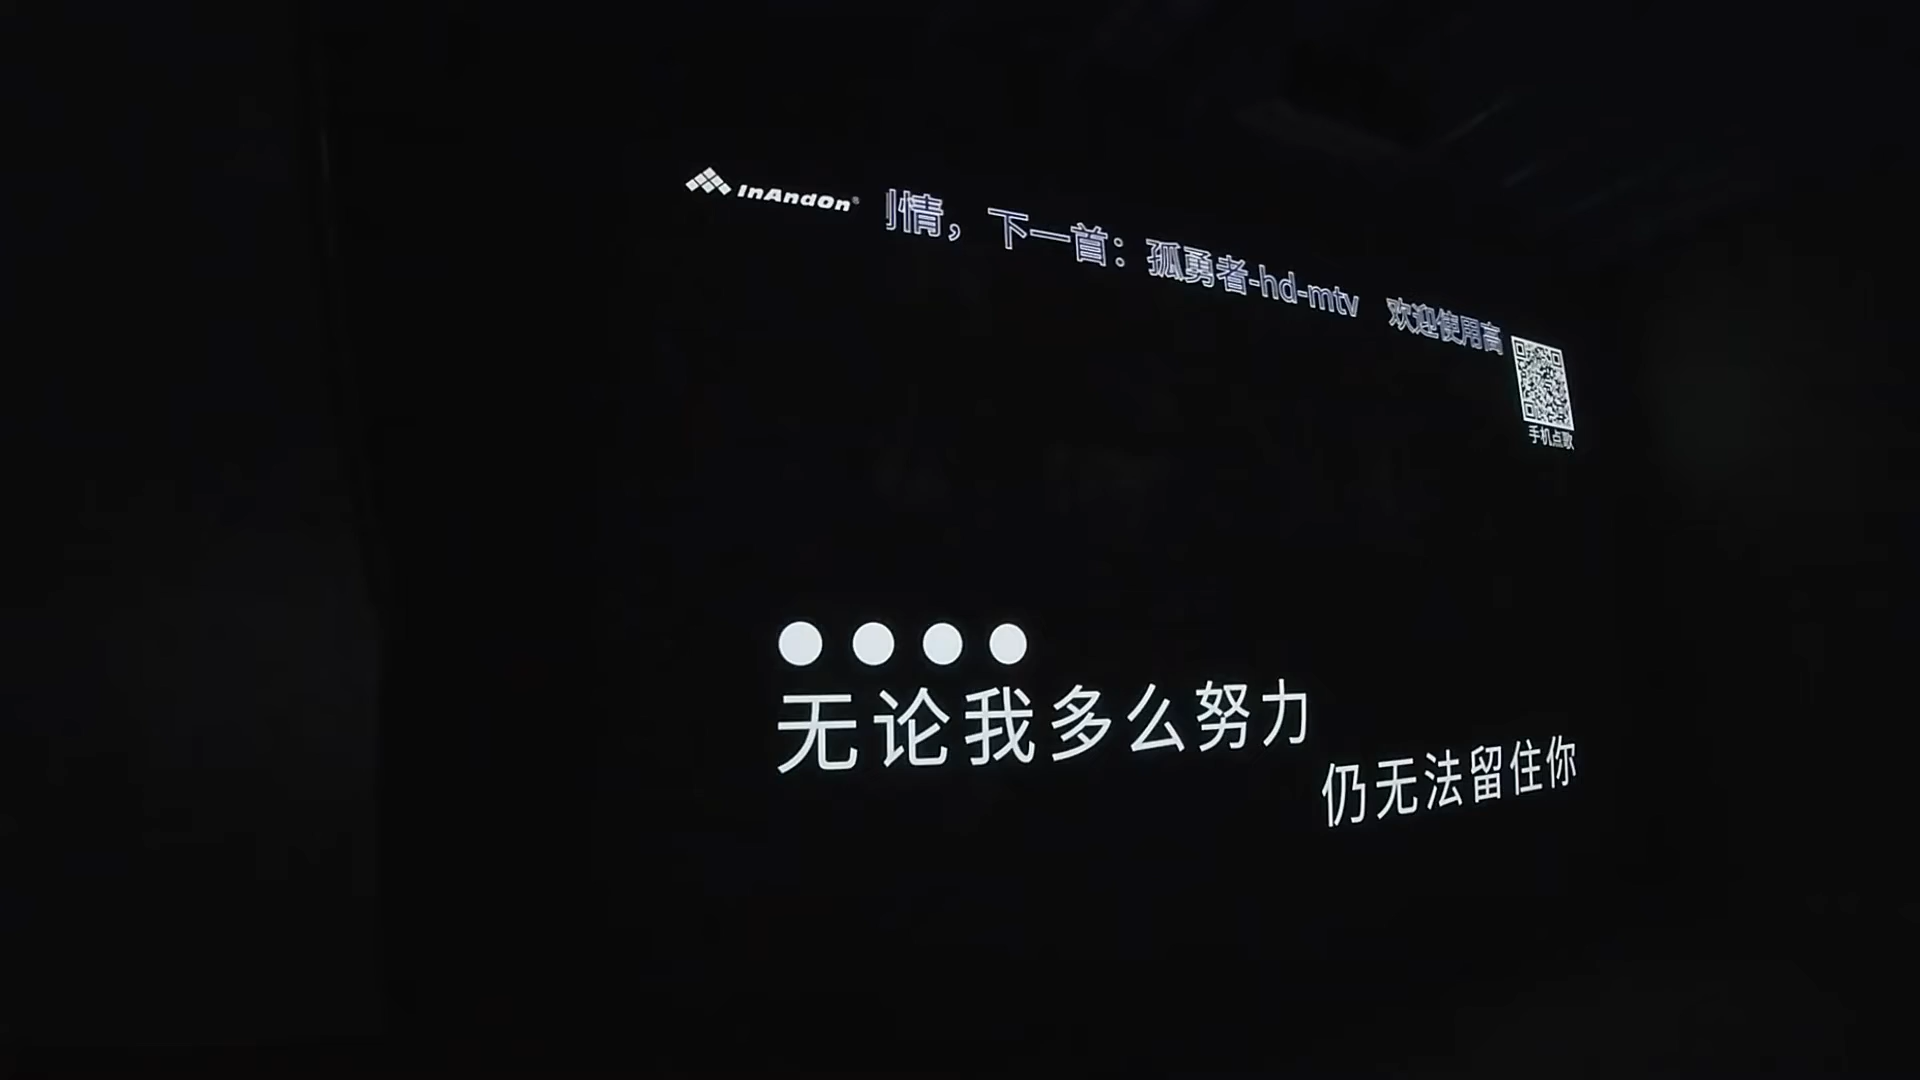 InAndOn®
情，下一首：孤勇者-hd-mtv 欢迎使用高
手机点歌
无论我多么努力
仍无法留住你